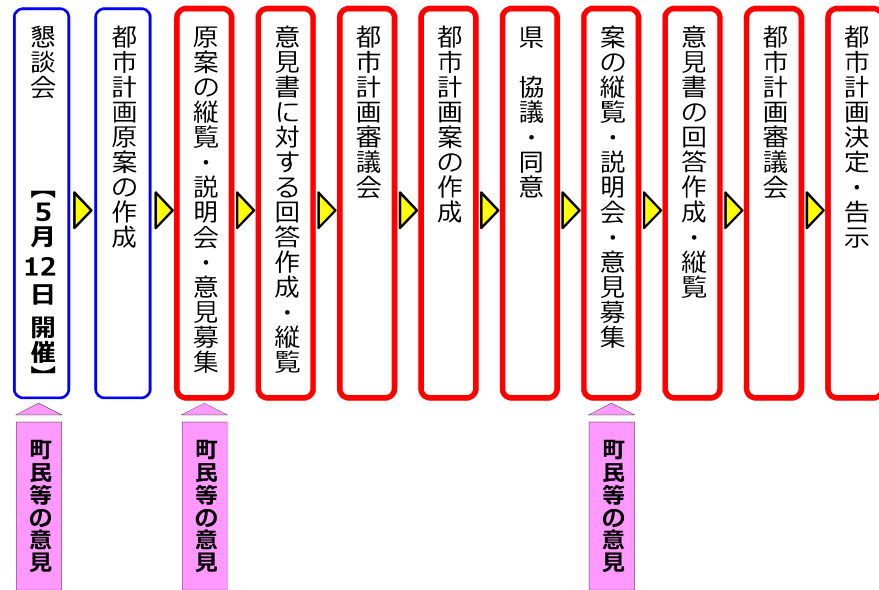 懇談会 【5月12日 開催】
都市計画原案の作成
原案の縦覧・説明会・意見募集
意見書に対する回答作成・縦覧
都市計画審議会
都市計画案の作成
県 協議・同意
案の縦覧・説明会・意見募集
意見書の回答作成・縦覧
都市計画審議会
都市計画決定・告示
町民等の意見
町民等の意見
町民等の意見